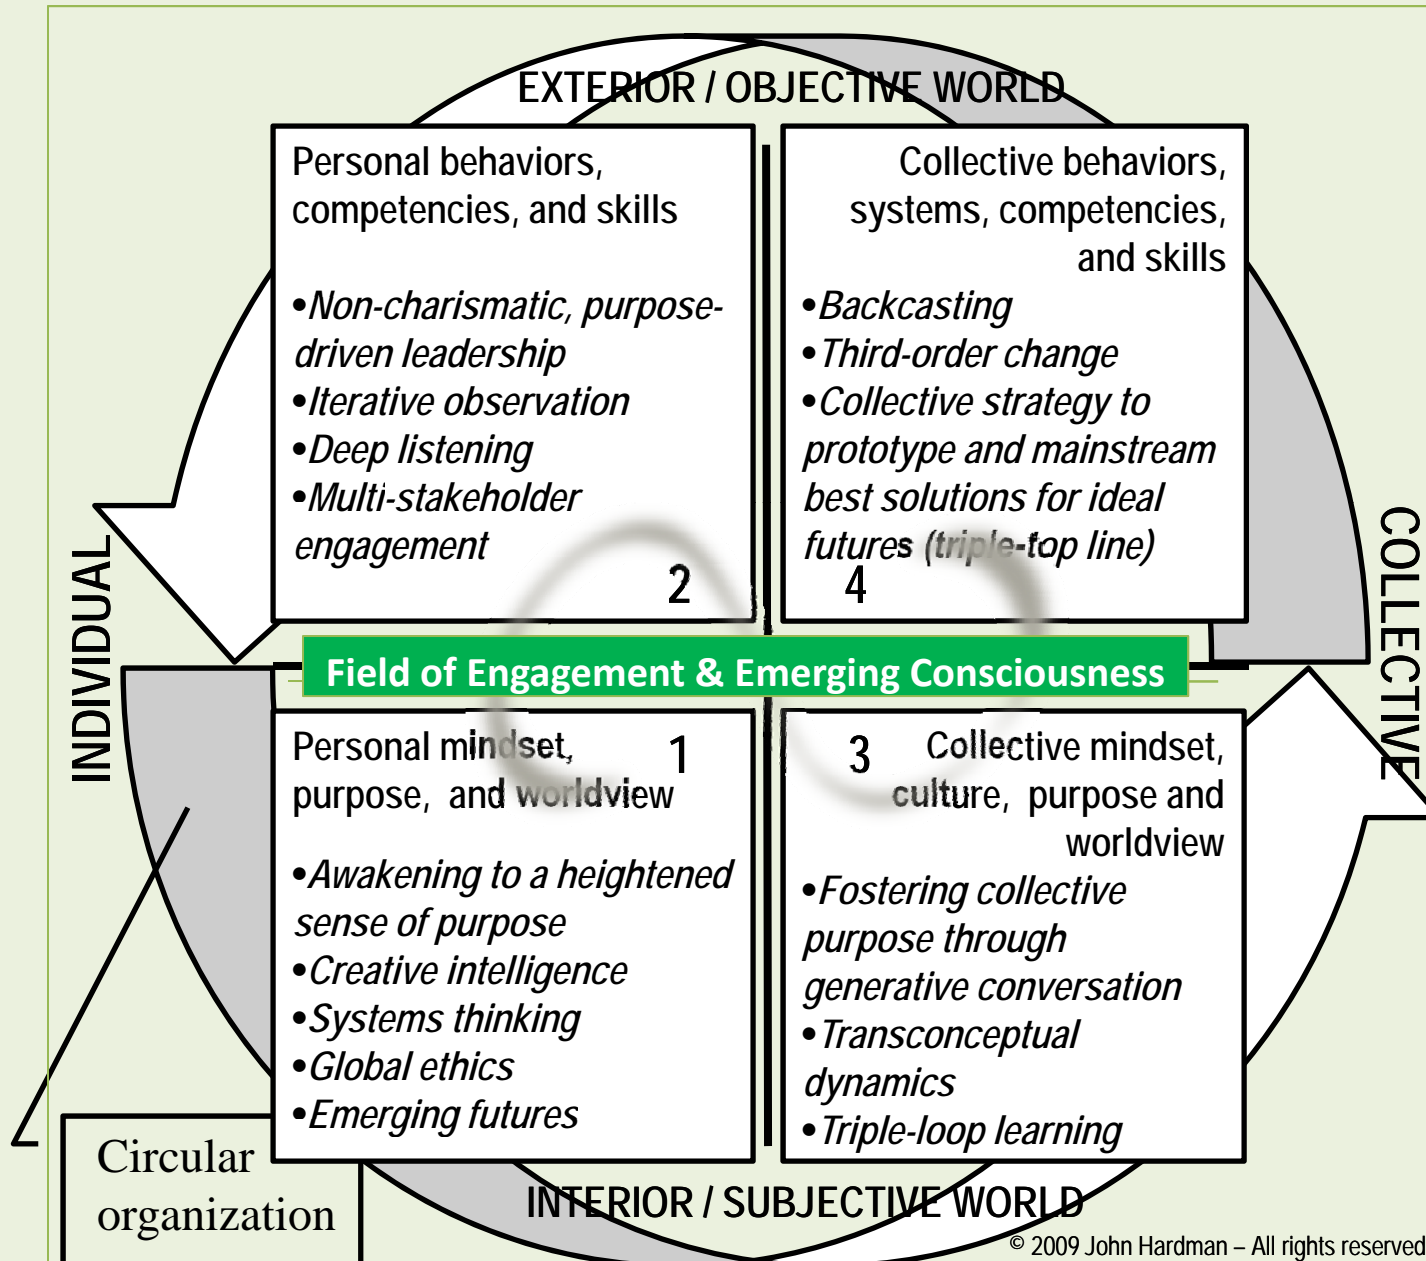 EXTERIOR / OBJECTIVE WORLD
Personal behaviors,
competencies, and skills
•Non-charismatic, purpose-
driven leadership
•Iterative observation
•Deep listening
•Multi-stakeholder
engagement
2
Collective behaviors,
systems, competencies,
and skills
•Backcasting
•Third-order change
•Collective strategy to
prototype and mainstream
best solutions for ideal
futures (triple-top line)
4
INDIVIDUAL
COLLECTIVE
Field of Engagement & Emerging Consciousness
Personal mindset,
purpose, and worldview
1
•Awakening to a heightened
sense of purpose
•Creative intelligence
•Systems thinking
•Global ethics
•Emerging futures
3
Collective mindset,
culture, purpose and
worldview
•Fostering collective
purpose through
generative conversation
•Transconceptual
dynamics
•Triple-loop learning
Circular
organization
INTERIOR / SUBJECTIVE WORLD
© 2009 John Hardman – All rights reserved